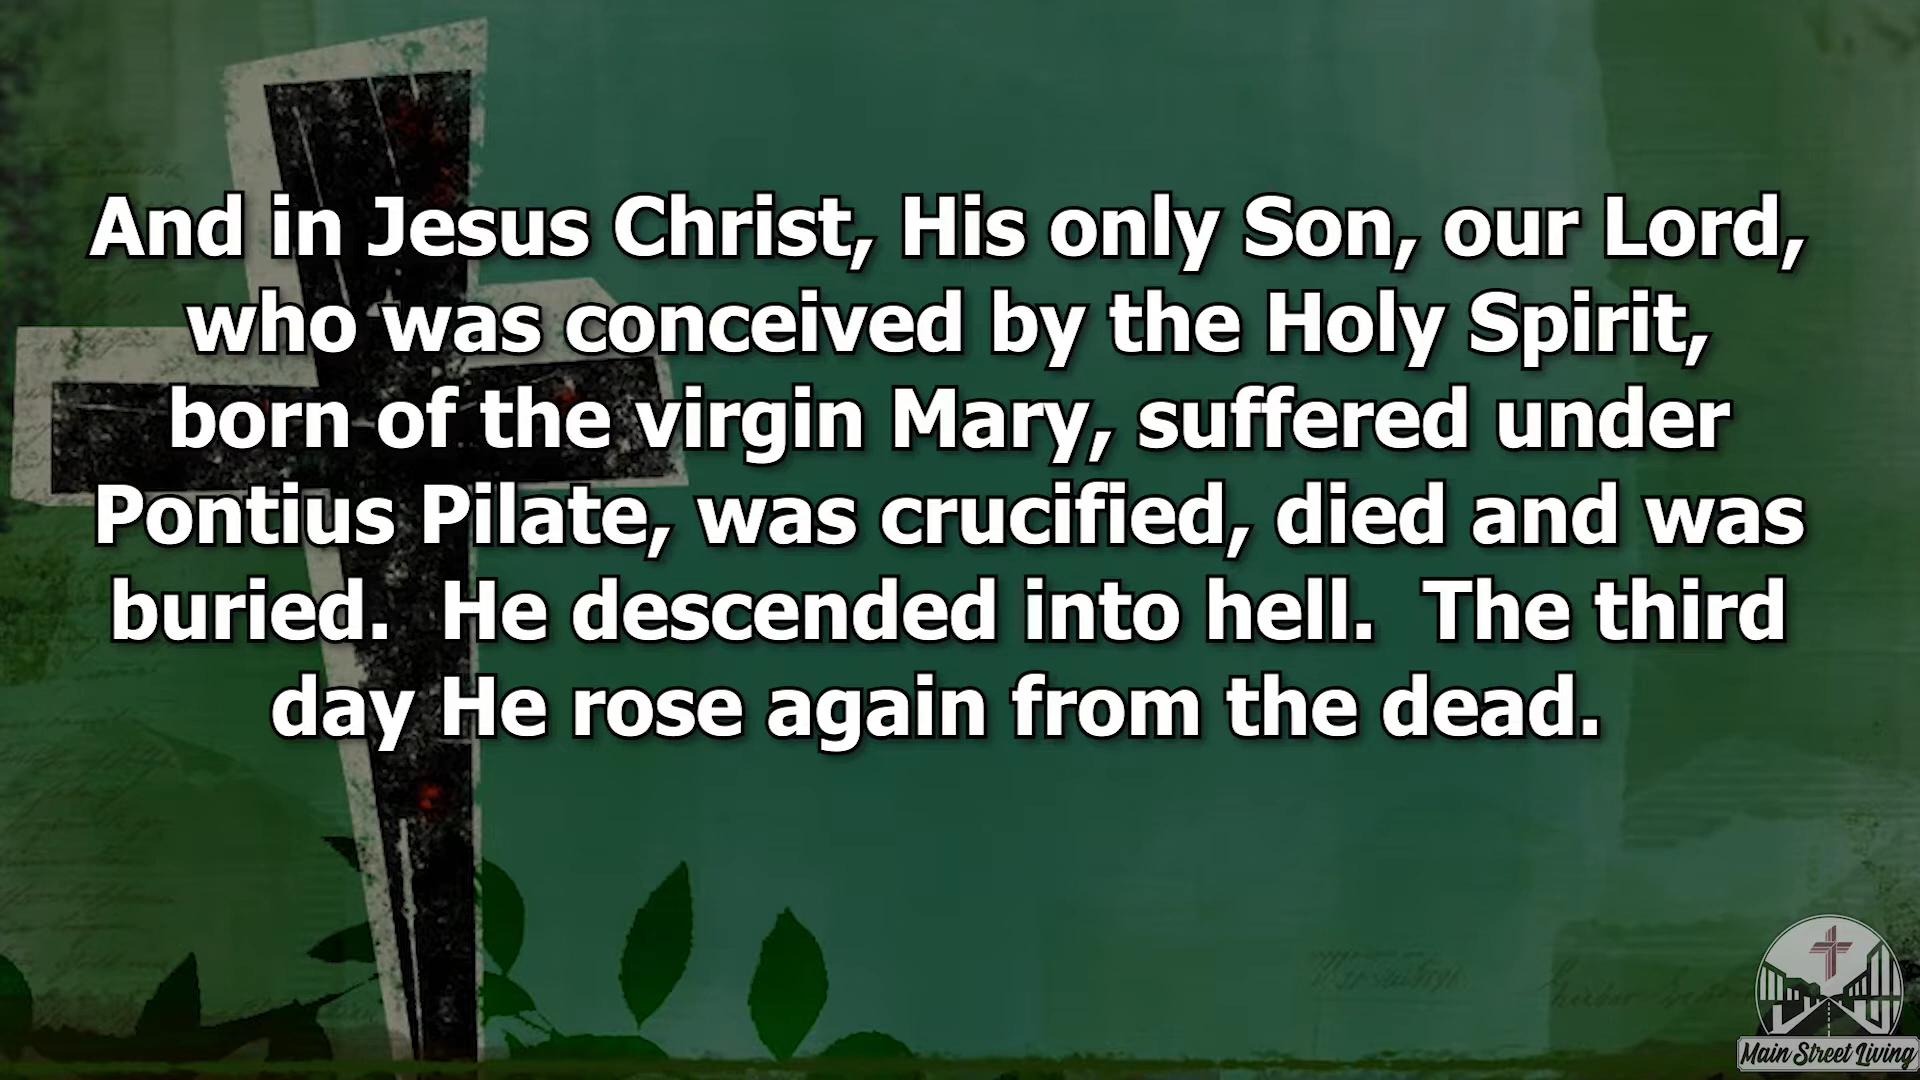 And in Jesus Christ, His only Son, our Lord,
who was conceived by the Holy Spirit,
born of the virgin Mary, suffered under
Pontius Pilate, was crucified, died and was
buried.  He descended into hell.  The third
day He rose again from the dead.
Main Street Living